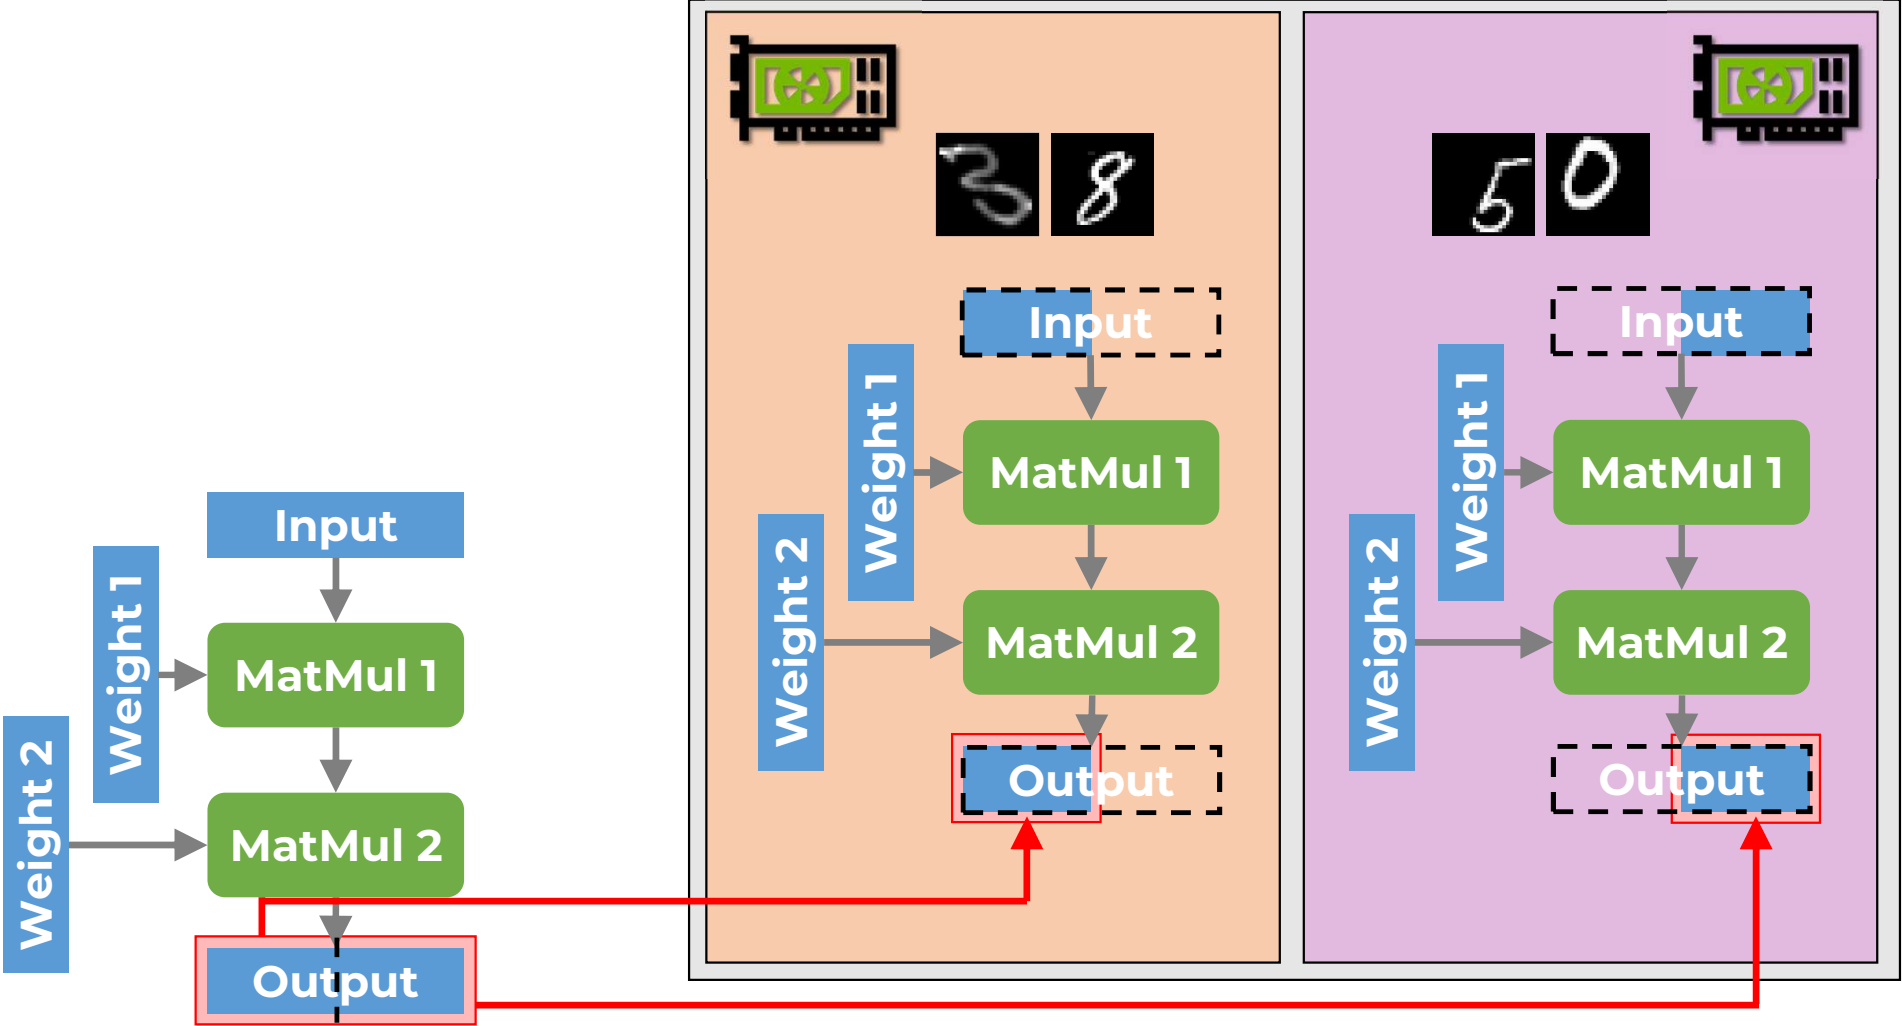 Input
Weight 1
MatMul 1
Weight 2
MatMul 2
Output
3 8
Input
Weight 1
MatMul 1
Weight 2
MatMul 2
Output
5 0
Input
Weight 1
MatMul 1
Weight 2
MatMul 2
Output